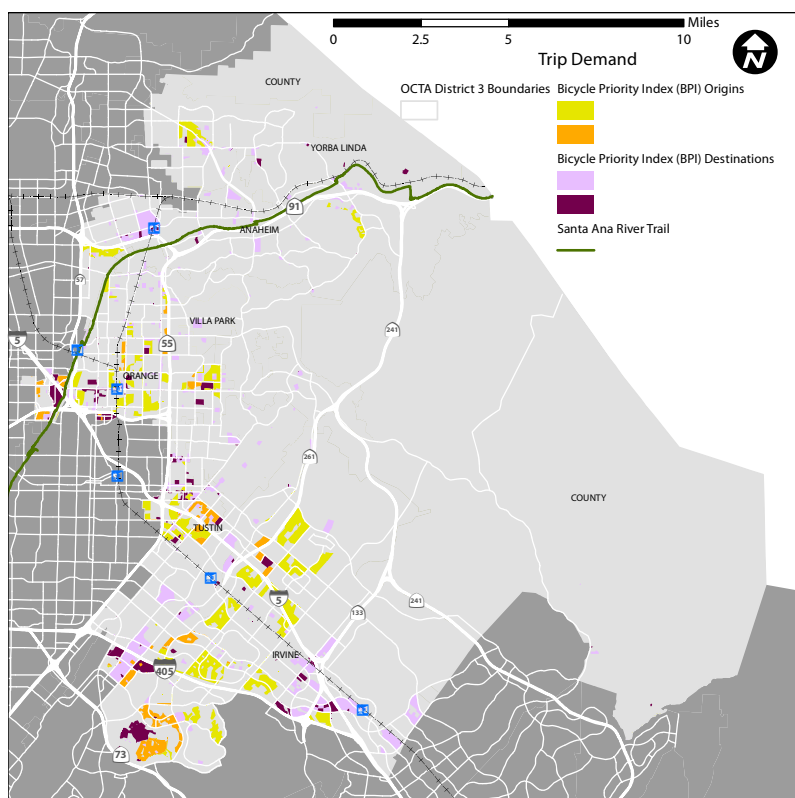 Miles
0 2.5 5 10
Trip Demand
N
OCTA District 3 Boundaries
Bicycle Priority Index (BPI) Origins
Bicycle Priority Index (BPI) Destinations
Santa Ana River Trail
COUNTY
YORBA LINDA
91
ANAHEIM
57
VILLA PARK
241
5
55
ORANGE
261
COUNTY
TUSTIN
5
133
241
IRVINE
405
73